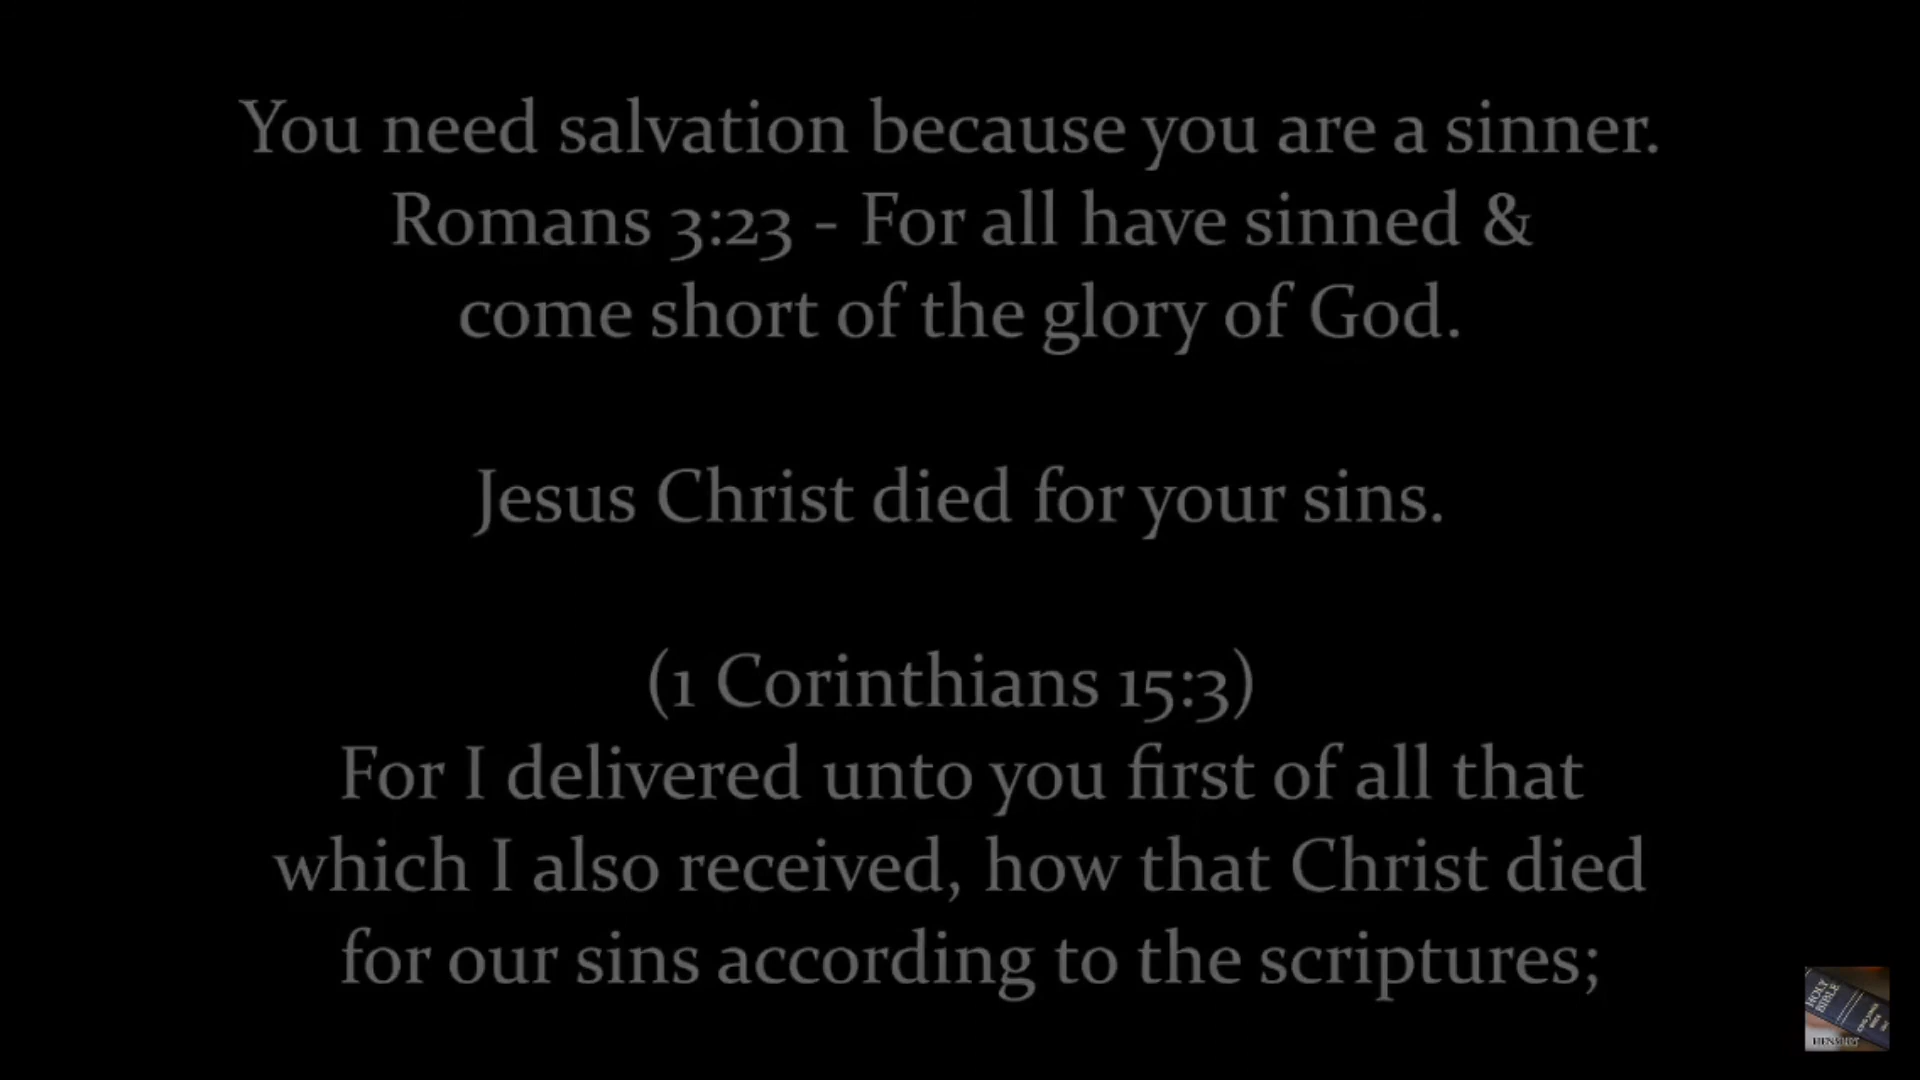 You need salvation because you are a sinner.
Romans 3:23 - For all have sinned &
come short of the glory of God.
Jesus Christ died for your sins.
(1 Corinthians 15:3)
For I delivered unto you first of all that
which I also received, how that Christ died
for our sins according to the scriptures;
HOLY
BIBLE